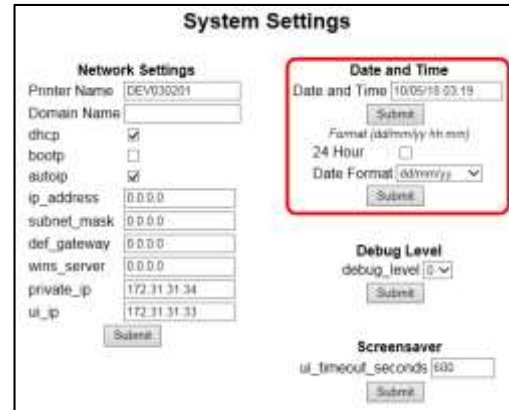 System Settings
Network Settings
Printer Name DEV030201
Domain Name
dhcp
bootp
autoip
ip_address 0.0.0.0
subnet_mask 0.0.0.0
def_gateway 0.0.0.0
wins_server 0.0.0.0
private_ip 172.31.31.34
ui_ip 172.31.31.33
Submit
Date and Time
Date and Time 10/05/18 03:19
Submit
Format (dd/mm/yy hh:mm)
24 Hour
Date Format dd/mm/yy
Submit
Debug Level
debug_level 0
Submit
Screensaver
ui_timeout_seconds 600
Submit